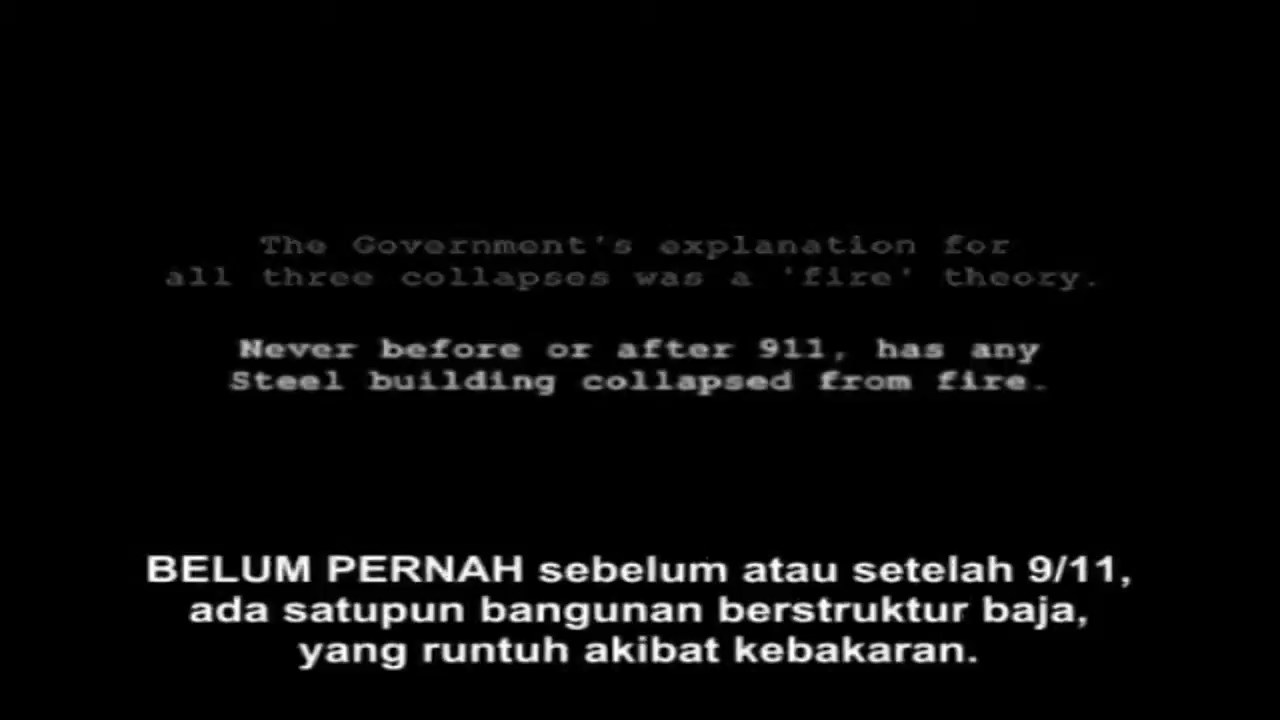 The Government's explanation for
all three collapses was a 'fire' theory.
Never before or after 911, has any
Steel building collapsed from fire.
BELUM PERNAH sebelum atau setelah 9/11,
ada satupun bangunan berstruktur baja,
yang runtuh akibat kebakaran.